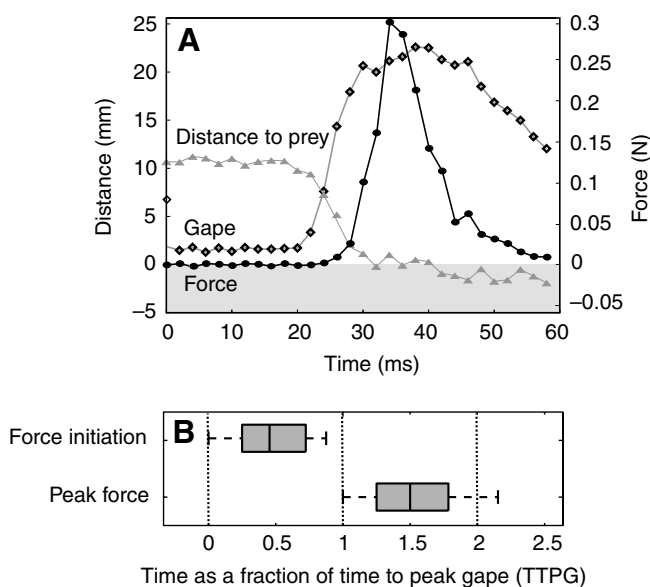 A
25
20
15
10
5
0
–5
Distance (mm)
0.3
0.25
0.2
0.15
0.1
0.05
0
–0.05
Force (N)
Distance to prey
Gape
Force
0 10 20 30 40 50 60
Time (ms)
B
Force initiation
Peak force
0 0.5 1 1.5 2 2.5
Time as a fraction of time to peak gape (TTPG)